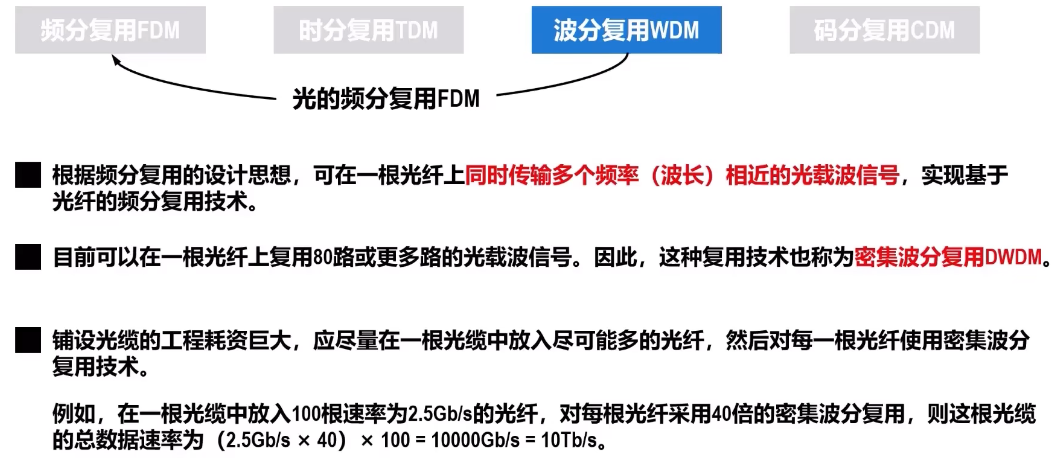 频分复用FDM 时分复用TDM 波分复用WDM 码分复用CDM
光的频分复用FDM
根据频分复用的设计思想，可在一根光纤上同时传输多个频率（波长）相近的光载波信号，实现基于
光纤的频分复用技术。
目前可以在一根光纤上复用80路或更多路的光载波信号。因此，这种复用技术也称为密集波分复用DWDM。
铺设光缆的工程耗资巨大，应尽量在一根光缆中放入尽可能多的光纤，然后对每一根光纤使用密集波分
复用技术。
例如，在一根光缆中放入100根速率为2.5Gb/s的光纤，对每根光纤采用40倍的密集波分复用，则这根光缆
的总数据速率为（2.5Gb/s × 40）× 100 = 10000Gb/s = 10Tb/s。